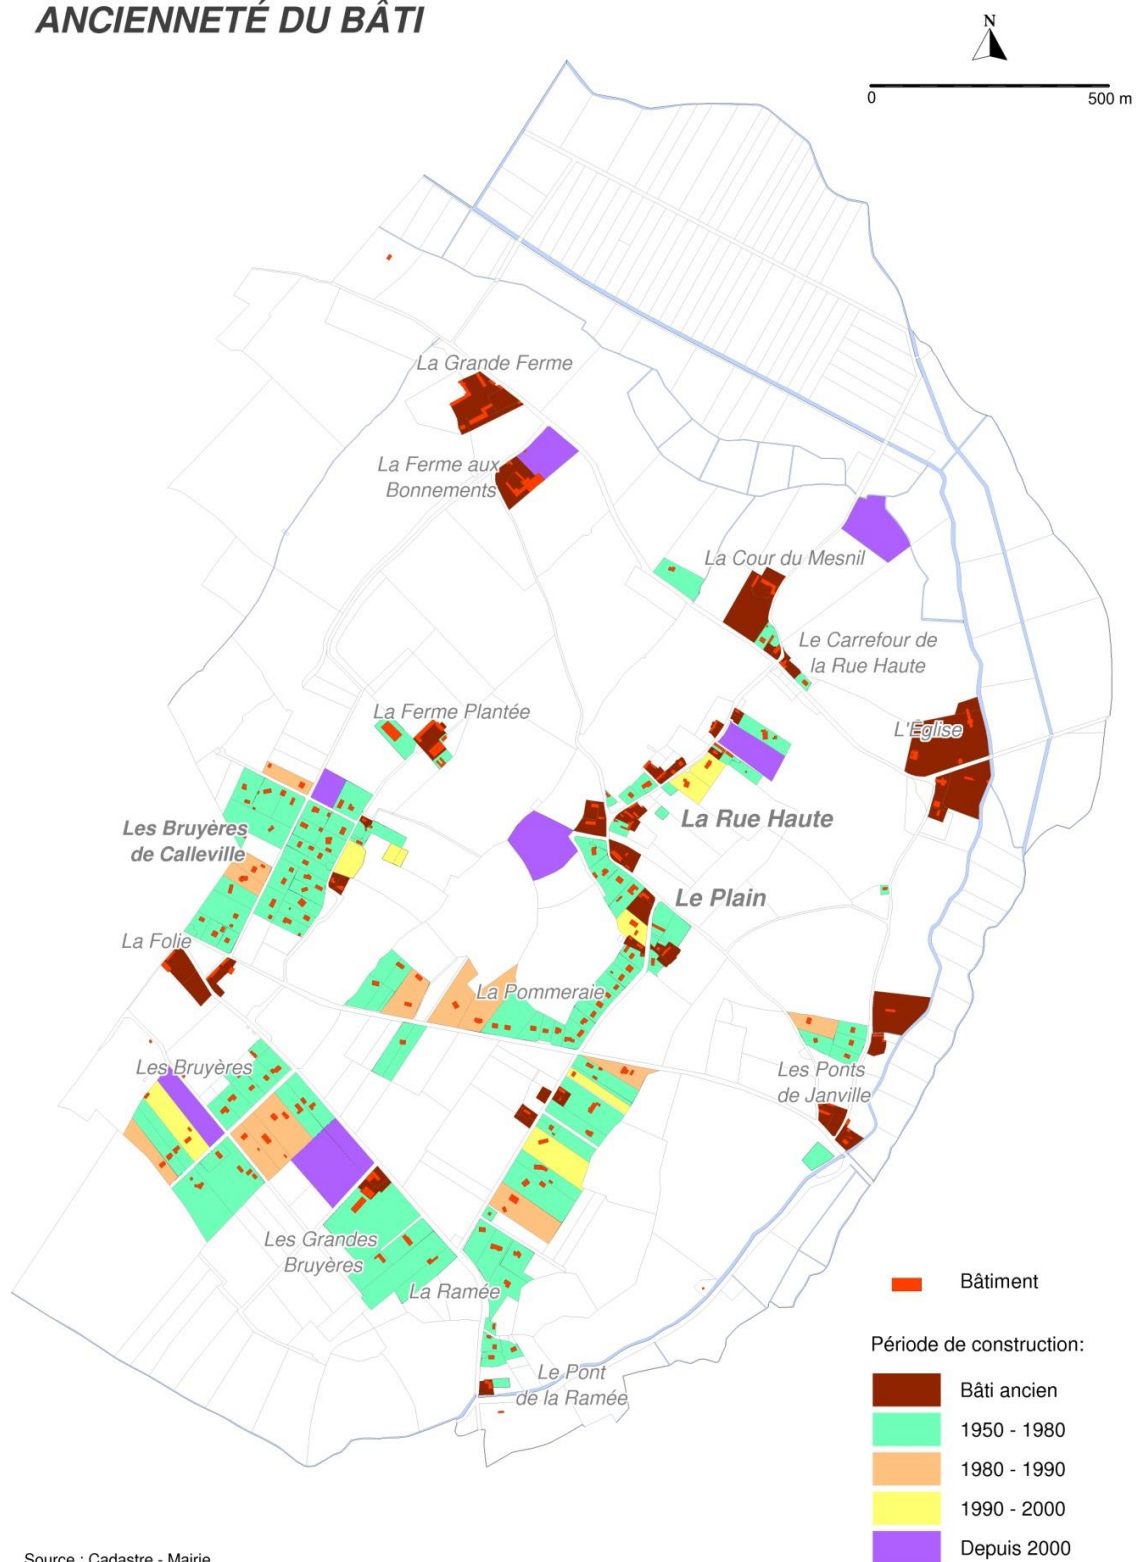 ANCIENNETÉ DU BÂTI
N
0
500 m
La Grande Ferme
La Ferme aux
Bonnements
La Cour du Mesnil
Le Carrefour de
la Rue Haute
La Ferme Plantée
L'Église
Les Bruyères
de Calleville
La Rue Haute
Le Plain
La Folie
La Pommeraie
Les Bruyères
Les Ponts
de Janville
Les Grandes
Bruyères
La Ramée
Le Pont
de la Ramée
Bâtiment
Période de construction:
Bâti ancien
1950 - 1980
1980 - 1990
1990 - 2000
Depuis 2000
Source : Cadastre - Mairie